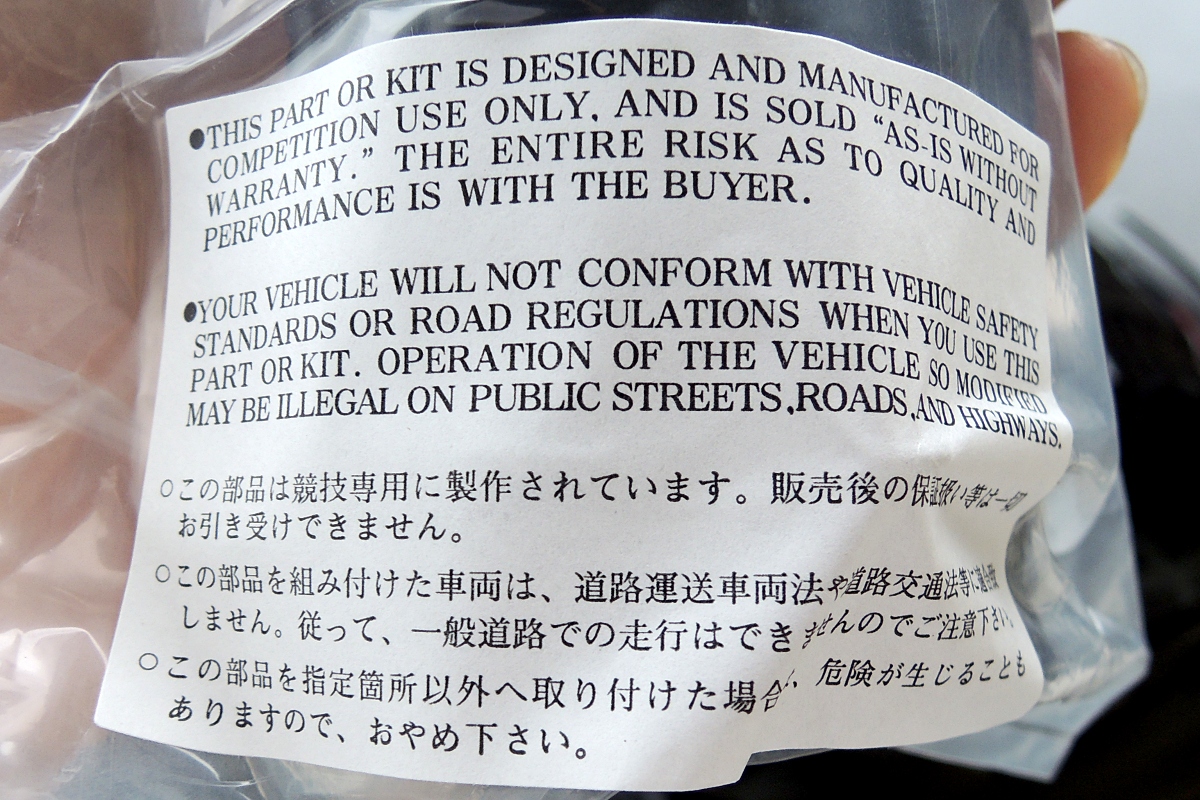 ●THIS PART OR KIT IS DESIGNED AND MANUFACTURED FOR
COMPETITION USE ONLY, AND IS SOLD “AS-IS WITHOUT
WARRANTY.” THE ENTIRE RISK AS TO QUALITY AND
PERFORMANCE IS WITH THE BUYER.
●YOUR VEHICLE WILL NOT CONFORM WITH VEHICLE SAFETY
STANDARDS OR ROAD REGULATIONS WHEN YOU USE THIS
PART OR KIT. OPERATION OF THE VEHICLE SO MODIFIED
MAY BE ILLEGAL ON PUBLIC STREETS,ROADS,AND HIGHWAYS.
○この部品は競技専用に製作されています。販売後の保証扱い等は一切
お引き受けできません。
○この部品を組み付けた車両は、道路運送車両法や道路交通法等に適合
しません。従って、一般道路での走行はできませんのでご注意下さい。
○この部品を指定箇所以外へ取り付けた場合、危険が生じることも
ありますので、おやめ下さい。